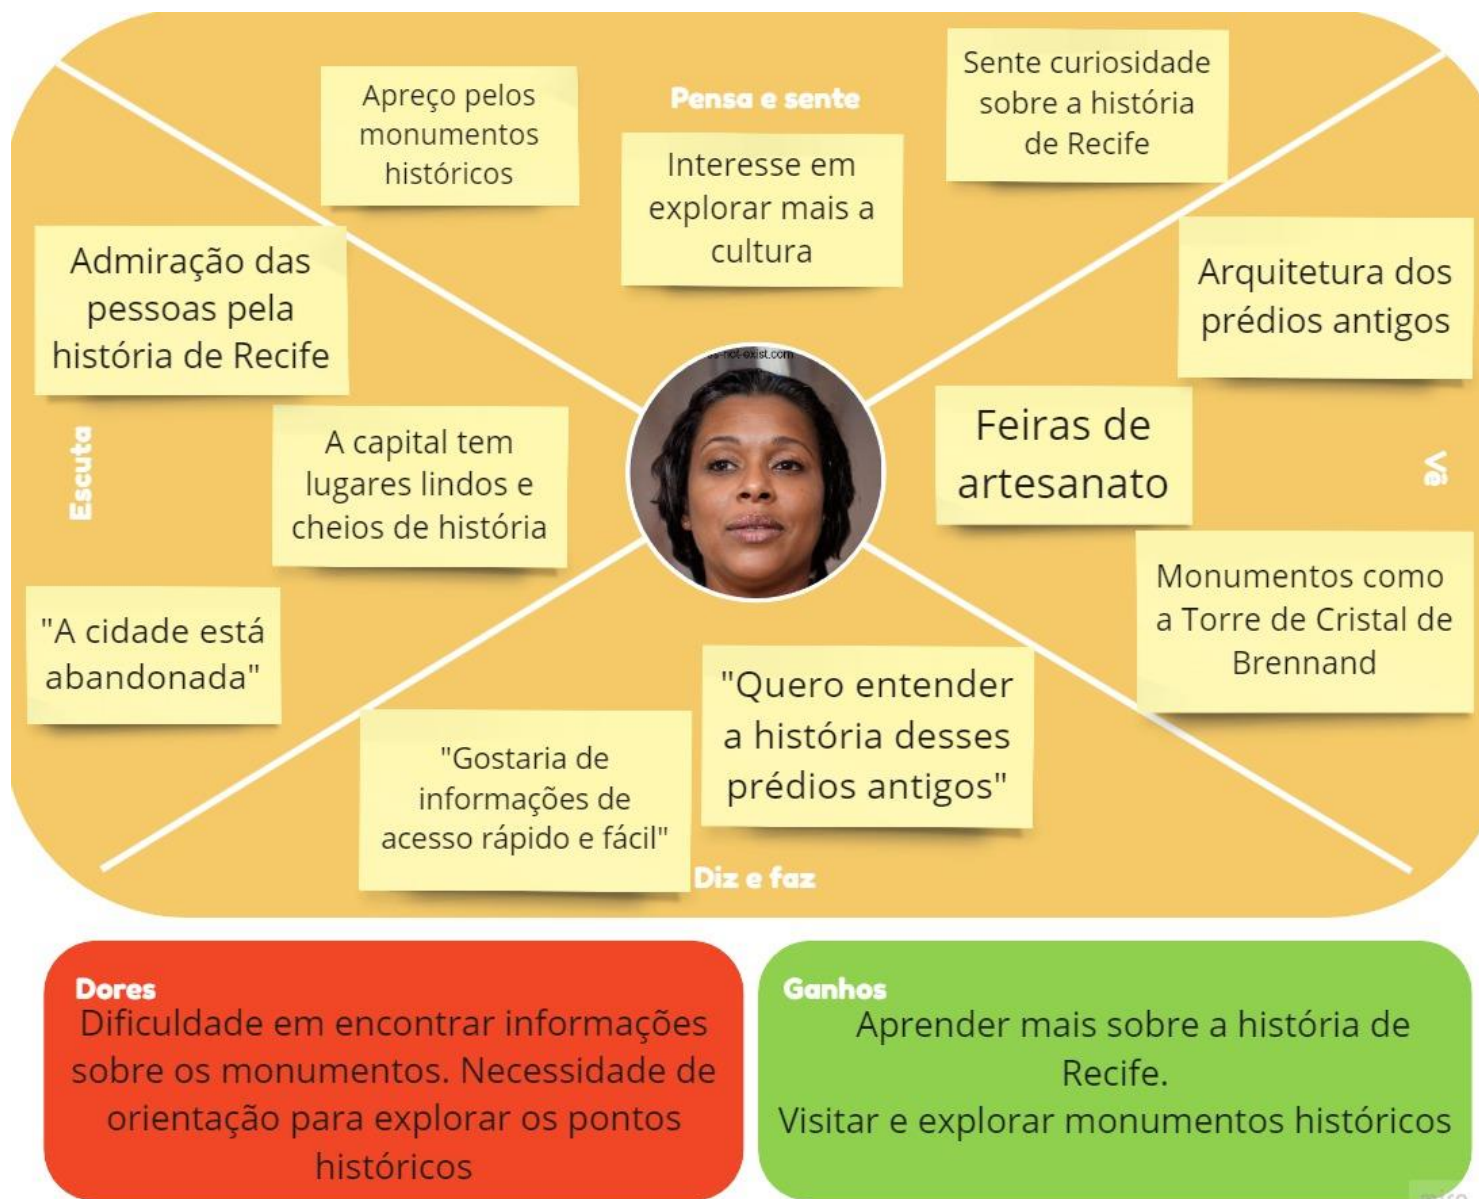 Pensa e sente
Apreço pelos
monumentos
históricos
Interesse em
explorar mais a
cultura
Sente curiosidade
sobre a história
de Recife
Escuta
Admiração das
pessoas pela
história de Recife
A capital tem
lugares lindos e
cheios de história
"A cidade está
abandonada"
Vê
Arquitetura dos
prédios antigos
Feiras de
artesanato
Monumentos como
a Torre de Cristal de
Brennand
Diz e faz
"Gostaria de
informações de
acesso rápido e fácil"
"Quero entender
a história desses
prédios antigos"
Dores
Dificuldade em encontrar informações
sobre os monumentos. Necessidade de
orientação para explorar os pontos
históricos
Ganhos
Aprender mais sobre a história de
Recife.
Visitar e explorar monumentos históricos